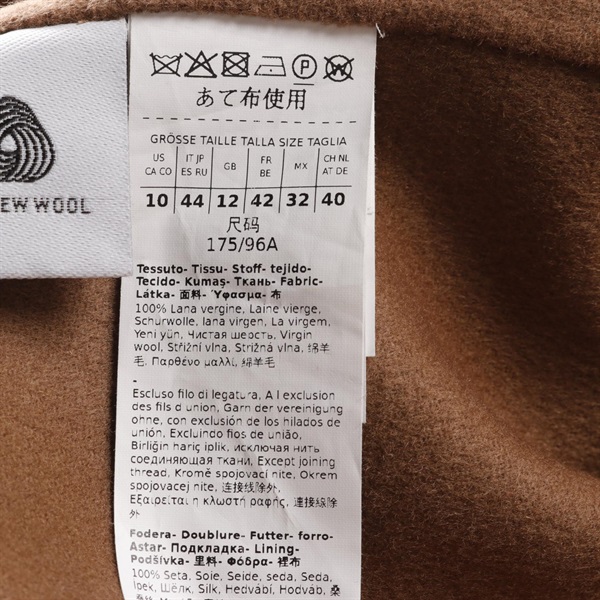 EW WOOL
あて布使用
GRÖSSE TAILLE TALLA SIZE TAGLIA
US CA CO
IT JP ES RU
GB
FR BE
MX
CH NL AT DE
10 44 12 42 32 40
尺码
175/96A
Tessuto- Tissu- Stoff- tejido-
Tecido- Kumaş- Ткань- Fabric-
Látka- 面料- Ύφασμα- 布
100% Lana vergine, Laine vierge,
Schurwolle, lana virgen, La virgem,
Yeni yün, Чистая шерсть, Virgin
wool, Střižní vlna, Strižná vlna, 绵羊
毛, Παρθένο μαλλί, 綿羊毛
-
Escluso filo di legatura, A l exclusion
des fils d union, Garn der vereinigung
ohne, con exclusión de los hilados de
unión, Excluindo fios de união,
Birliğin hariç iplik, исключая нить
соединяющая ткани, Except joining
thread, Kromě spojovací nite, Okrem
spojovacej nite, 连接线除外,
Εξαιρείται η κλωστή ραφής, 連接線除
外
Fodera- Doublure- Futter- forro-
Astar- Подкладка- Lining-
Podšívka- 里料- Φόδρα- 裡布
100% Seta, Soie, Seide, seda, Seda,
Ipek, Шёлк, Silk, Hedvábí, Hodváb, 桑